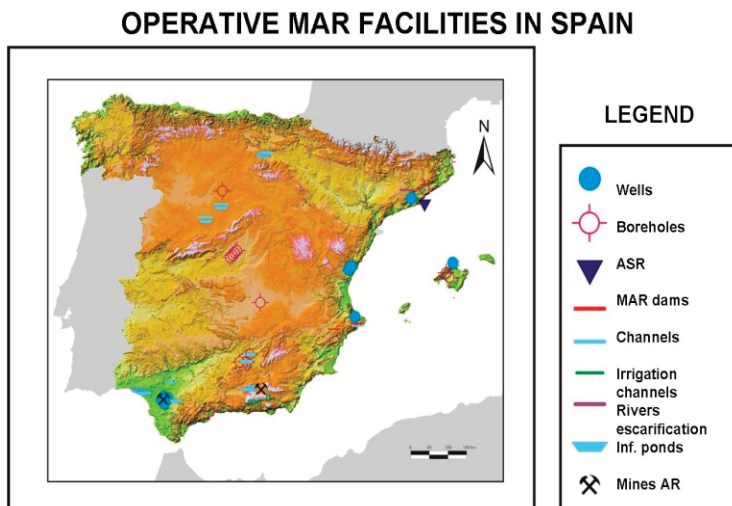 OPERATIVE MAR FACILITIES IN SPAIN
N
LEGEND
Wells
Boreholes
ASR
MAR dams
Channels
Irrigation
channels
Rivers
escarification
Inf. ponds
Mines AR